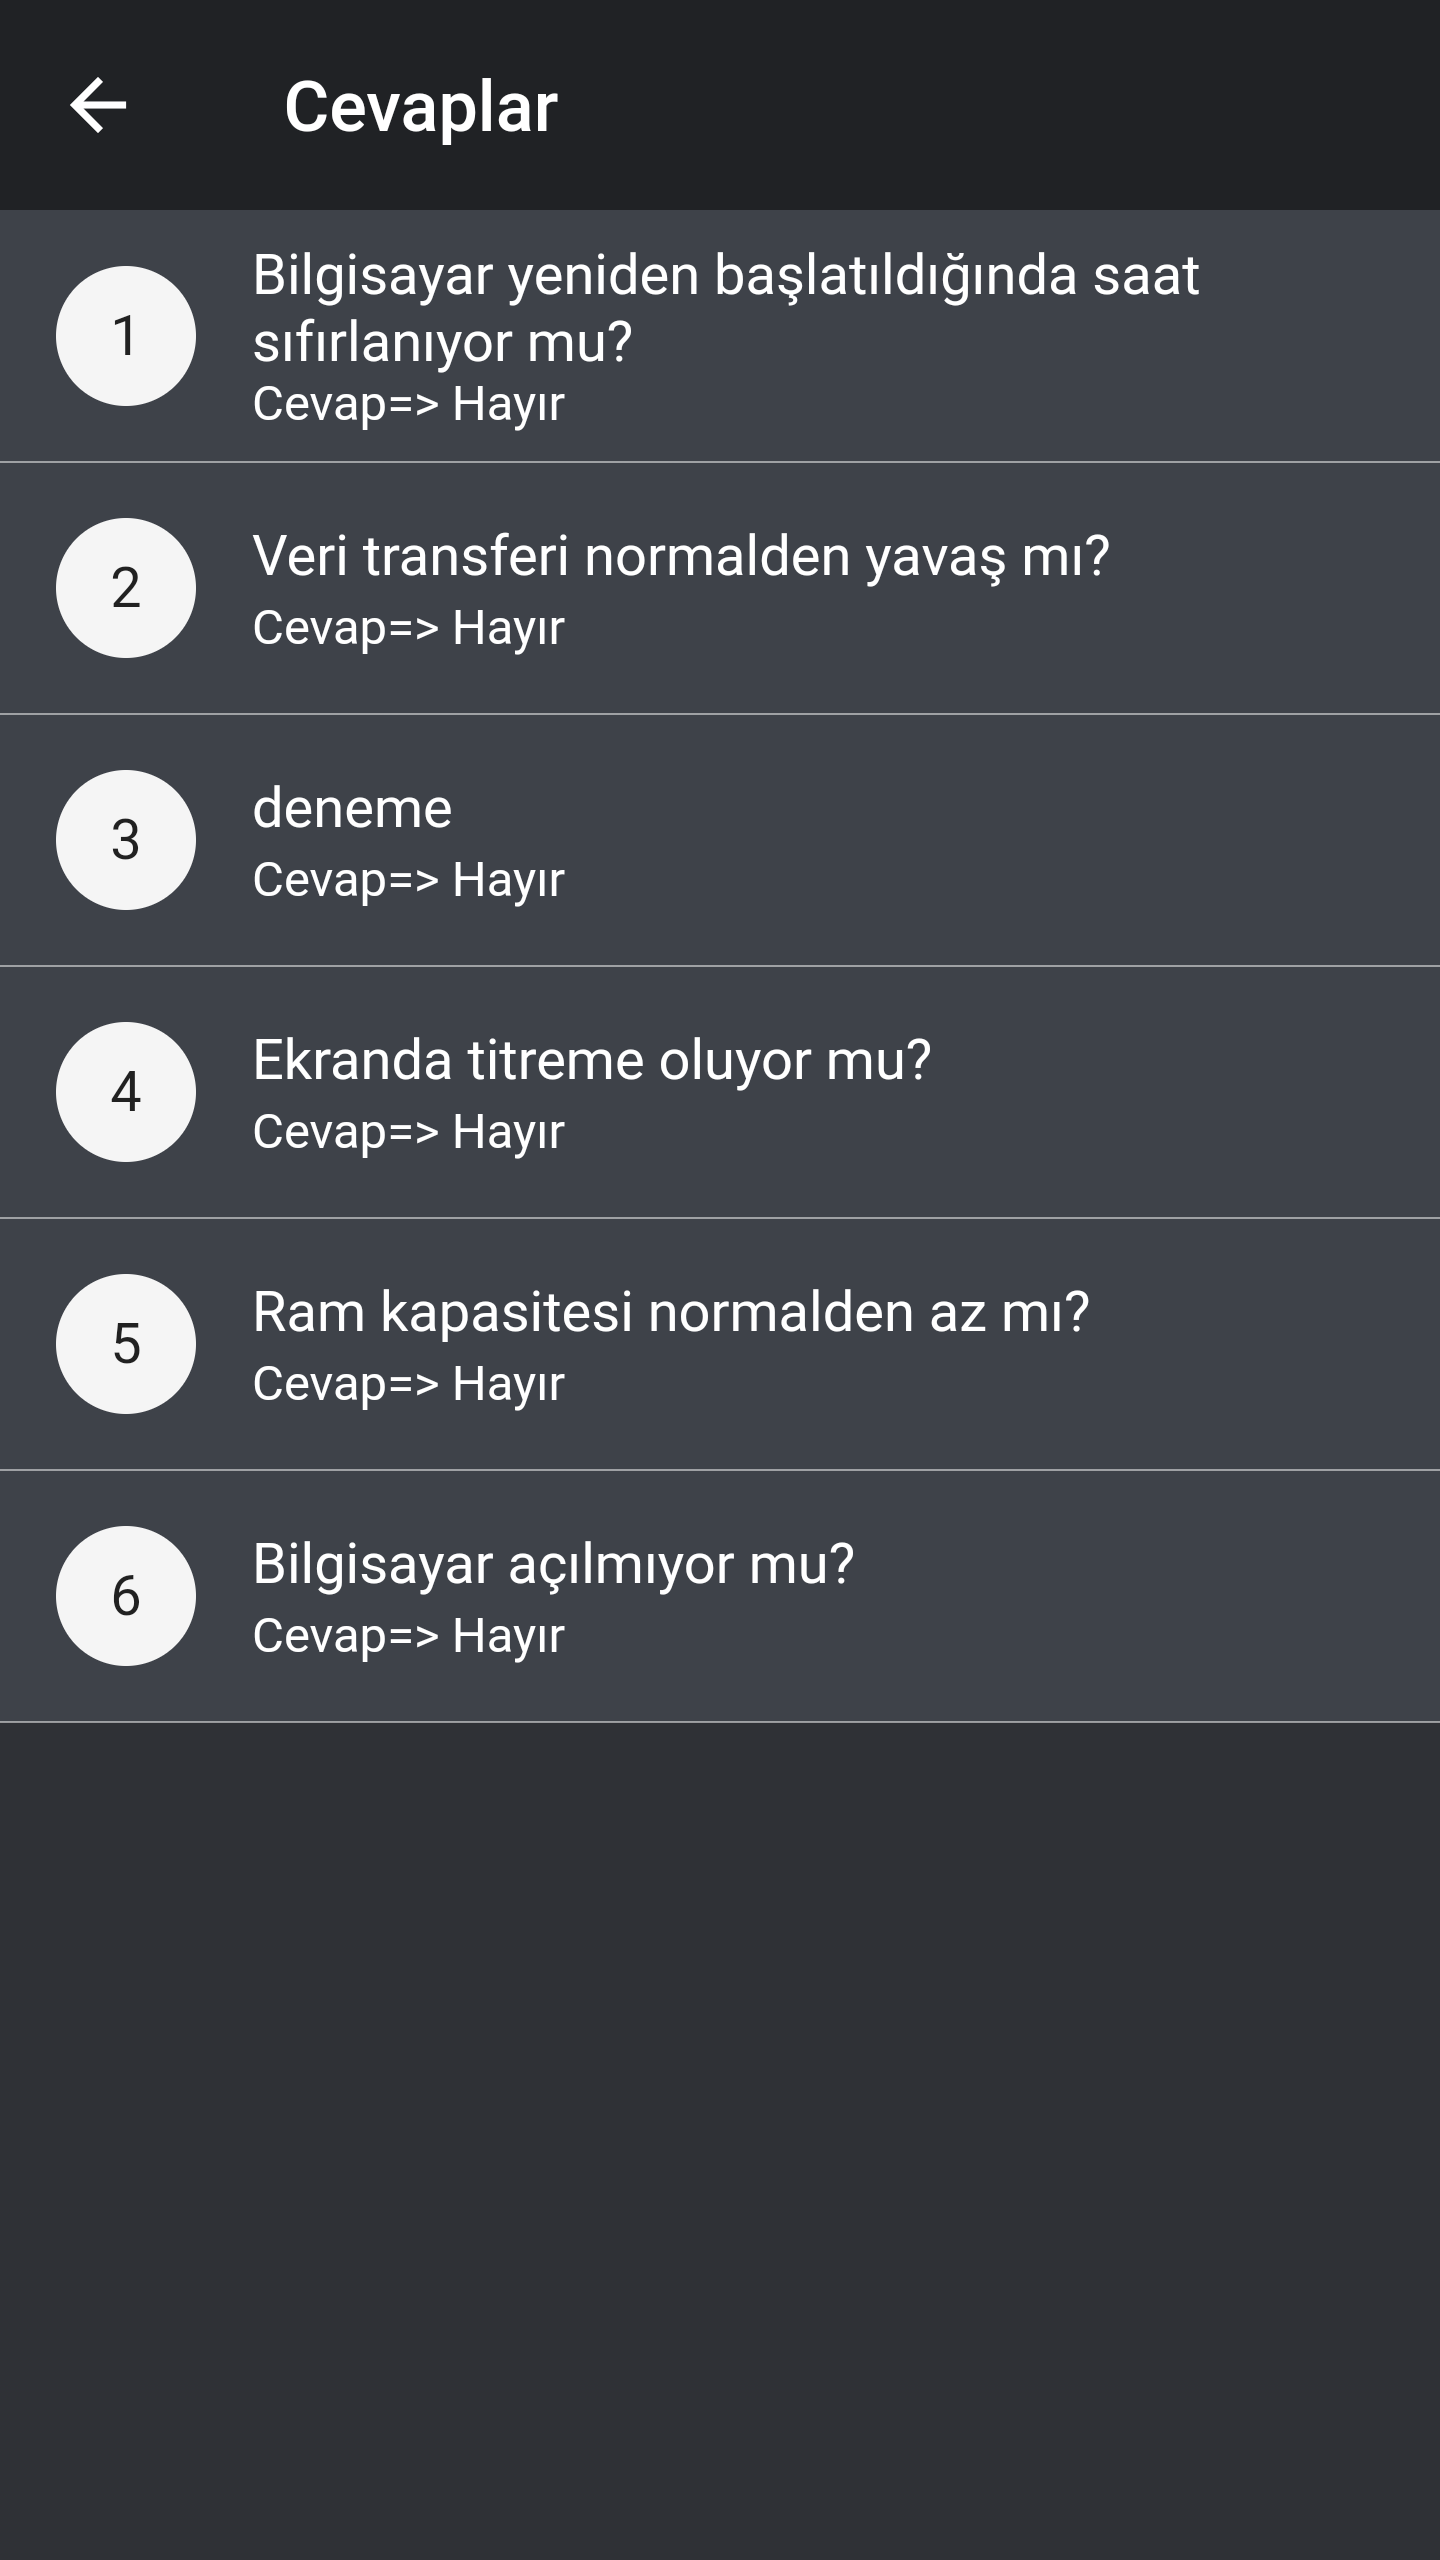 Cevaplar
1
Bilgisayar yeniden başlatıldığında saat
sıfırlanıyor mu?
Cevap=> Hayır
2
Veri transferi normalden yavaş mı?
Cevap=> Hayır
3
deneme
Cevap=> Hayır
4
Ekranda titreme oluyor mu?
Cevap=> Hayır
5
Ram kapasitesi normalden az mı?
Cevap=> Hayır
6
Bilgisayar açılmıyor mu?
Cevap=> Hayır